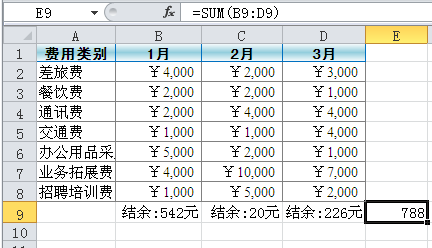 E9 fx =SUM(B9:D9)
A B C D E
1 费用类别 1月 2月 3月
2 差旅费 ￥4,000 ￥2,000 ￥3,000
3 餐饮费 ￥2,000 ￥2,000 ￥1,000
4 通讯费 ￥2,000 ￥4,000 ￥4,000
5 交通费 ￥1,000 ￥1,000 ￥4,000
6 办公用品采 ￥5,000 ￥2,000 ￥1,000
7 业务拓展费 ￥4,000 ￥10,000 ￥7,000
8 招聘培训费 ￥1,000 ￥5,000 ￥2,000
9 结余:542元 结余:20元 结余:226元 788
10
11